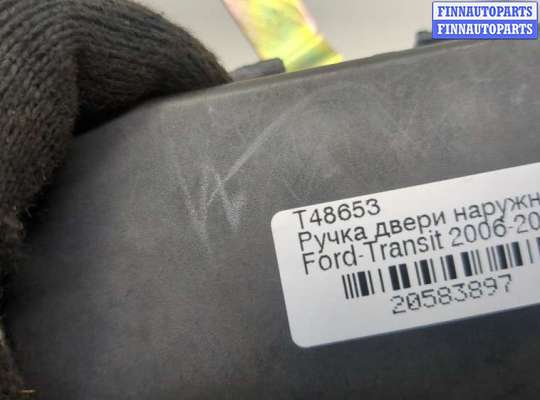 FINNAUTOPARTS
FINNAUTOPARTS
T48653
Ручка двери наружн
Ford-Transit 2006-20
20583897